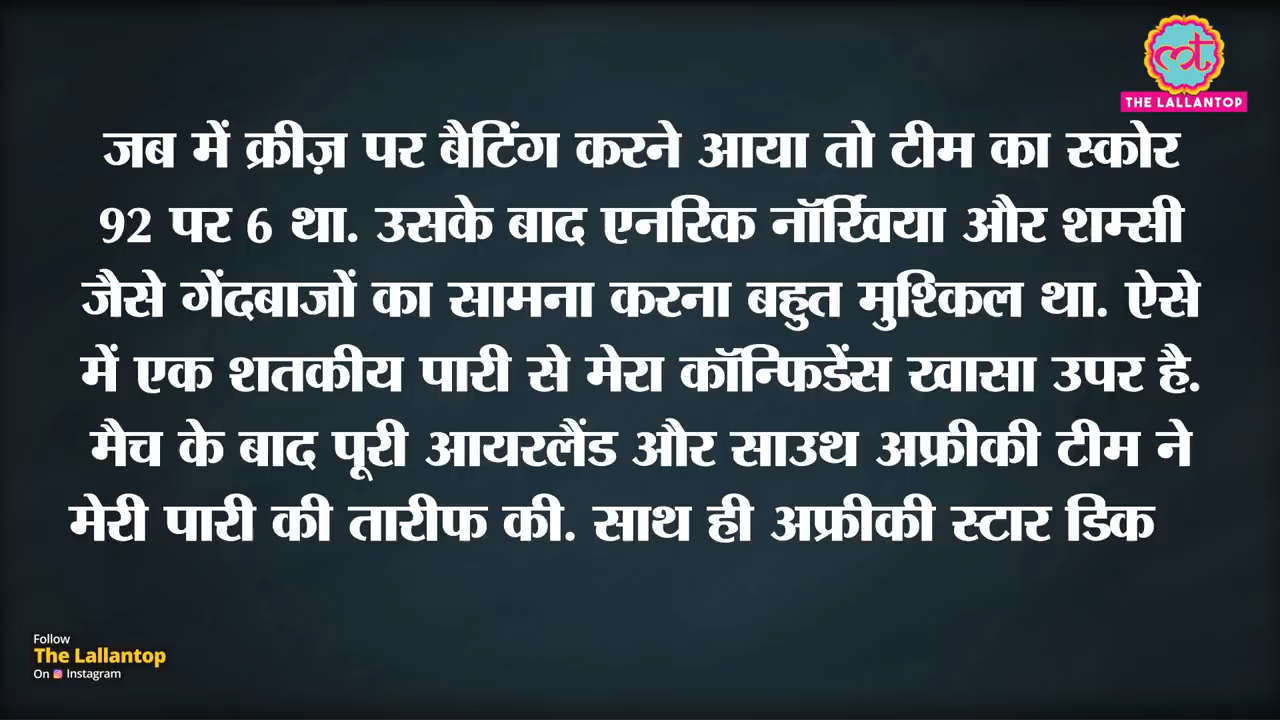 THE LALLANTOP
जब में क्रीज़ पर बैटिंग करने आया तो टीम का स्कोर
92 पर 6 था. उसके बाद एनरिक नॉर्खिया और शम्सी
जैसे गेंदबाजों का सामना करना बहुत मुश्किल था. ऐसे
में एक शतकीय पारी से मेरा कॉन्फिडेंस खासा उपर है.
मैच के बाद पूरी आयरलैंड और साउथ अफ्रीकी टीम ने
मेरी पारी की तारीफ की. साथ ही अफ्रीकी स्टार डिक
Follow
The Lallantop
On Instagram